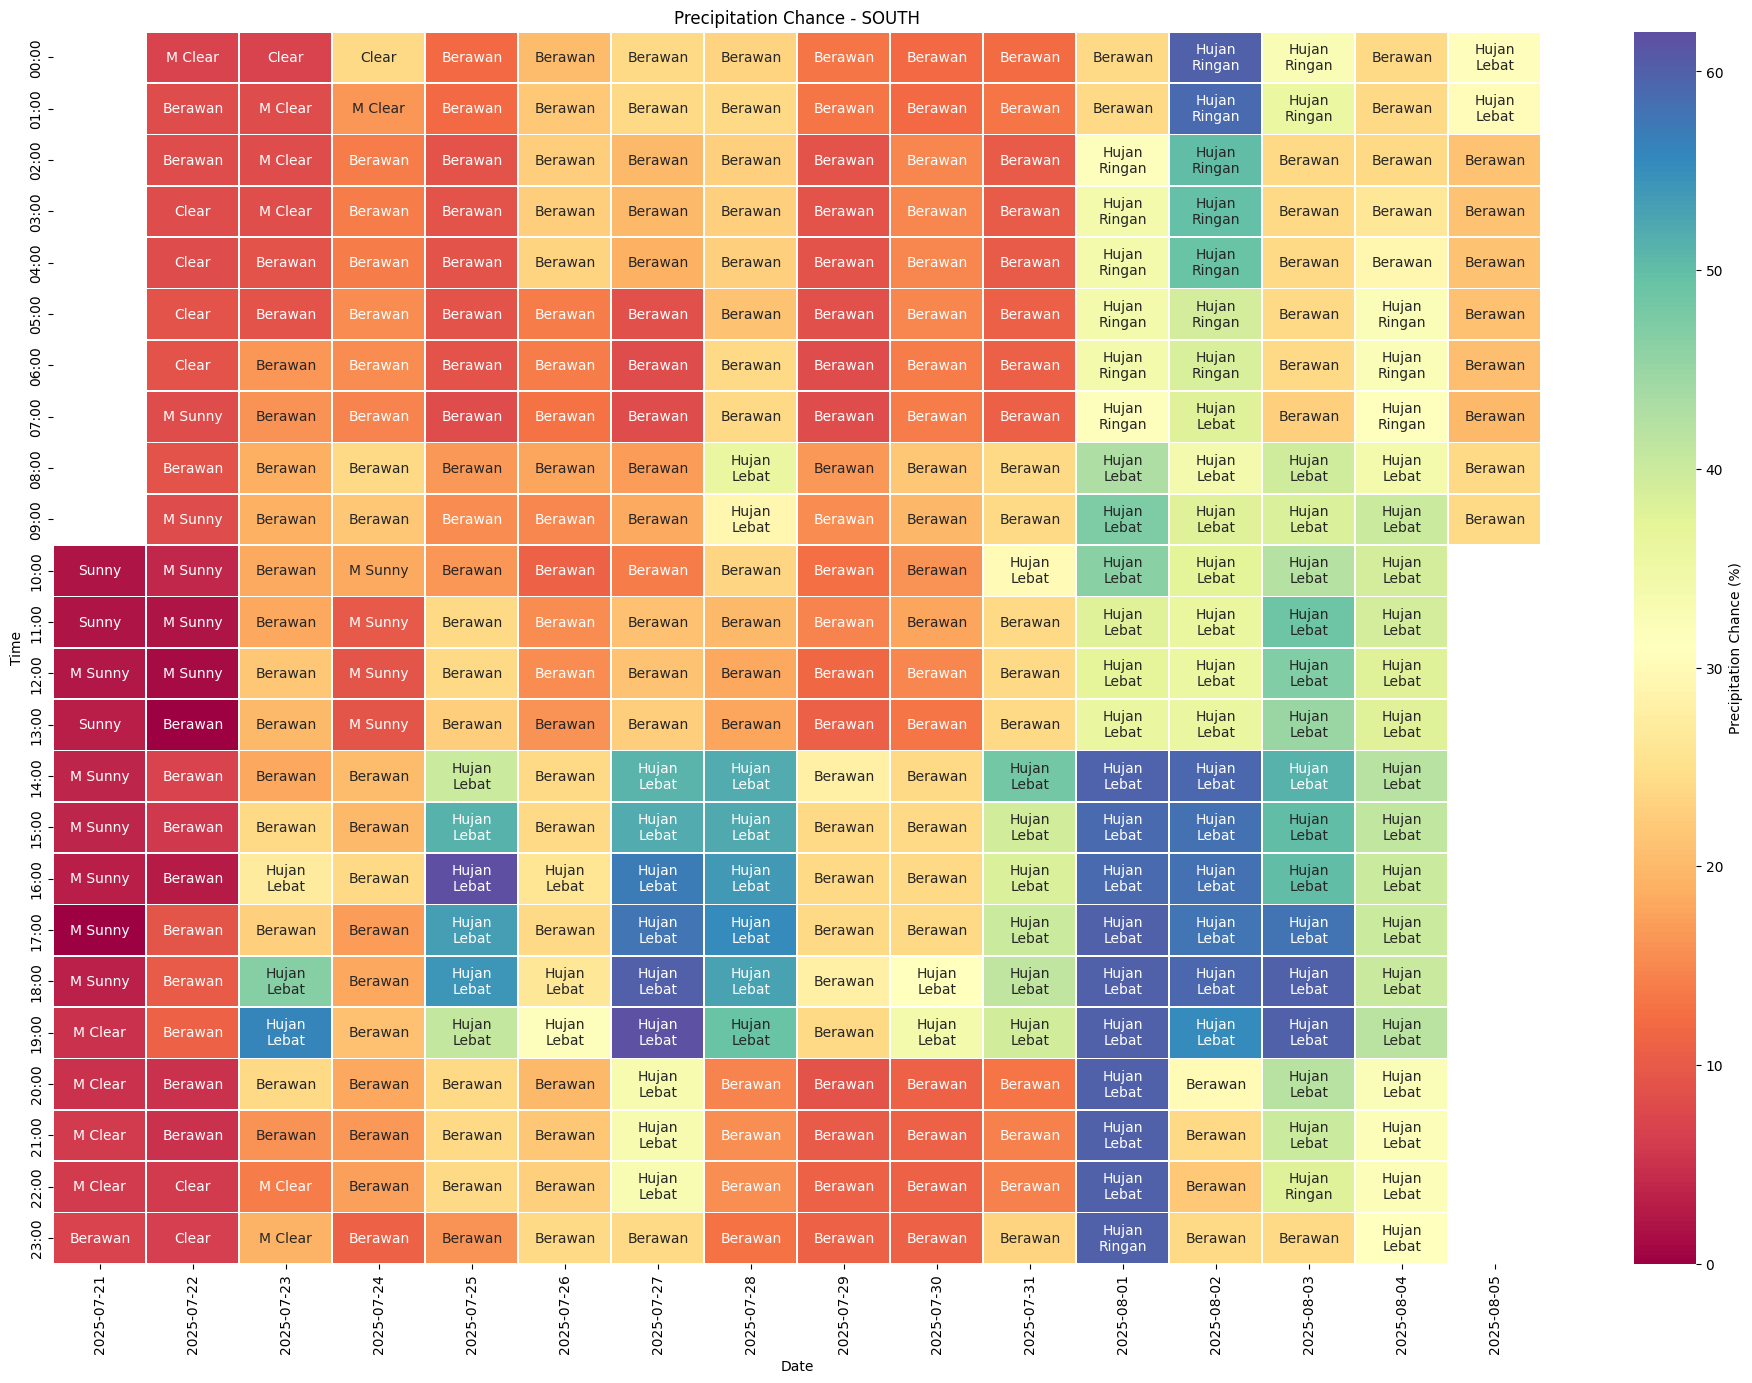 Precipitation Chance - SOUTH
Time
00:00 M Clear Clear Clear Berawan Berawan Berawan Berawan Berawan Berawan Berawan Berawan Hujan Ringan Hujan Ringan Berawan Hujan Lebat
01:00 Berawan M Clear M Clear Berawan Berawan Berawan Berawan Berawan Berawan Berawan Berawan Hujan Ringan Hujan Ringan Berawan Hujan Lebat
02:00 Berawan M Clear Berawan Berawan Berawan Berawan Berawan Berawan Berawan Berawan Hujan Ringan Hujan Ringan Berawan Berawan Berawan
03:00 Clear M Clear Berawan Berawan Berawan Berawan Berawan Berawan Berawan Berawan Hujan Ringan Hujan Ringan Berawan Berawan Berawan
04:00 Clear Berawan Berawan Berawan Berawan Berawan Berawan Berawan Berawan Berawan Hujan Ringan Hujan Ringan Berawan Berawan Berawan
05:00 Clear Berawan Berawan Berawan Berawan Berawan Berawan Berawan Berawan Berawan Hujan Ringan Hujan Ringan Berawan Hujan Ringan Berawan
06:00 Clear Berawan Berawan Berawan Berawan Berawan Berawan Berawan Berawan Berawan Hujan Ringan Hujan Ringan Berawan Hujan Ringan Berawan
07:00 M Sunny Berawan Berawan Berawan Berawan Berawan Berawan Berawan Berawan Berawan Hujan Ringan Hujan Lebat Berawan Hujan Ringan Berawan
08:00 Berawan Berawan Berawan Berawan Berawan Berawan Hujan Lebat Berawan Berawan Berawan Hujan Lebat Hujan Lebat Hujan Lebat Hujan Lebat Berawan
09:00 M Sunny Berawan Berawan Berawan Berawan Berawan Hujan Lebat Berawan Berawan Berawan Hujan Lebat Hujan Lebat Hujan Lebat Hujan Lebat Berawan
10:00 Sunny M Sunny Berawan M Sunny Berawan Berawan Berawan Berawan Berawan Berawan Hujan Lebat Hujan Lebat Hujan Lebat Hujan Lebat Hujan Lebat
11:00 Sunny M Sunny Berawan M Sunny Berawan Berawan Berawan Berawan Berawan Berawan Berawan Hujan Lebat Hujan Lebat Hujan Lebat Hujan Lebat
12:00 M Sunny M Sunny Berawan M Sunny Berawan Berawan Berawan Berawan Berawan Berawan Berawan Hujan Lebat Hujan Lebat Hujan Lebat Hujan Lebat
13:00 Sunny Berawan Berawan M Sunny Berawan Berawan Berawan Berawan Berawan Berawan Berawan Hujan Lebat Hujan Lebat Hujan Lebat Hujan Lebat
14:00 M Sunny Berawan Berawan Berawan Hujan Lebat Berawan Hujan Lebat Hujan Lebat Berawan Berawan Hujan Lebat Hujan Lebat Hujan Lebat Hujan Lebat Hujan Lebat
15:00 M Sunny Berawan Berawan Berawan Hujan Lebat Berawan Hujan Lebat Hujan Lebat Berawan Berawan Hujan Lebat Hujan Lebat Hujan Lebat Hujan Lebat Hujan Lebat
16:00 M Sunny Berawan Hujan Lebat Berawan Hujan Lebat Hujan Lebat Hujan Lebat Hujan Lebat Berawan Berawan Hujan Lebat Hujan Lebat Hujan Lebat Hujan Lebat Hujan Lebat
17:00 M Sunny Berawan Berawan Berawan Hujan Lebat Berawan Hujan Lebat Hujan Lebat Berawan Berawan Hujan Lebat Hujan Lebat Hujan Lebat Hujan Lebat Hujan Lebat
18:00 M Sunny Berawan Hujan Lebat Berawan Hujan Lebat Hujan Lebat Hujan Lebat Hujan Lebat Berawan Hujan Lebat Hujan Lebat Hujan Lebat Hujan Lebat Hujan Lebat Hujan Lebat
19:00 M Clear Berawan Hujan Lebat Berawan Hujan Lebat Hujan Lebat Hujan Lebat Hujan Lebat Berawan Hujan Lebat Hujan Lebat Hujan Lebat Hujan Lebat Hujan Lebat Hujan Lebat
20:00 M Clear Berawan Berawan Berawan Berawan Berawan Hujan Lebat Berawan Berawan Berawan Berawan Hujan Lebat Berawan Hujan Lebat Hujan Lebat
21:00 M Clear Berawan Berawan Berawan Berawan Berawan Hujan Lebat Berawan Berawan Berawan Berawan Hujan Lebat Berawan Hujan Lebat Hujan Lebat
22:00 M Clear Clear M Clear Berawan Berawan Berawan Hujan Lebat Berawan Berawan Berawan Berawan Hujan Lebat Berawan Hujan Ringan Hujan Lebat
23:00 Berawan Clear M Clear Berawan Berawan Berawan Berawan Berawan Berawan Berawan Berawan Hujan Ringan Berawan Berawan Hujan Lebat
2025-07-21 2025-07-22 2025-07-23 2025-07-24 2025-07-25 2025-07-26 2025-07-27 2025-07-28 2025-07-29 2025-07-30 2025-07-31 2025-08-01 2025-08-02 2025-08-03 2025-08-04 2025-08-05
Date
60
50
40
30
20
10
0
Precipitation Chance (%)